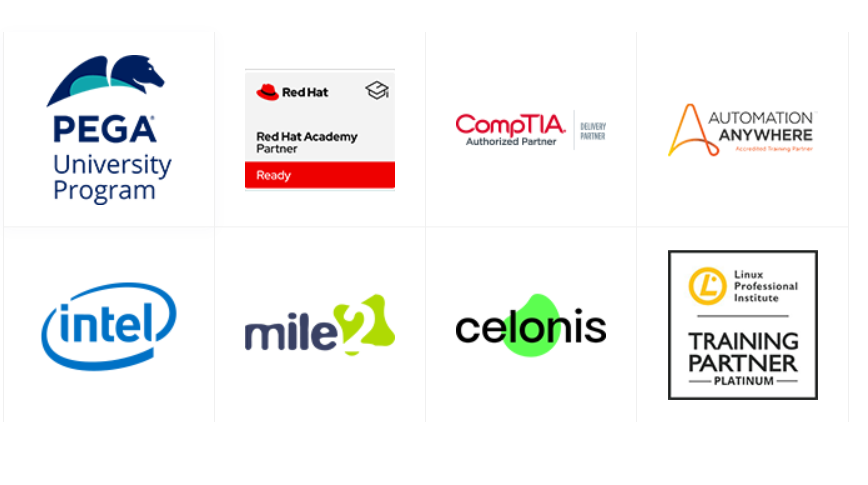 PEGA
University
Program
Red Hat
Red Hat Academy
Partner
Ready
CompTIA.
Authorized Partner
DELIVERY
PARTNER
AUTOMATION
ANYWHERE
Accredited Training Partner
intel
mile2
celonis
Linux
Professional
Institute
TRAINING
PARTNER
PLATINUM